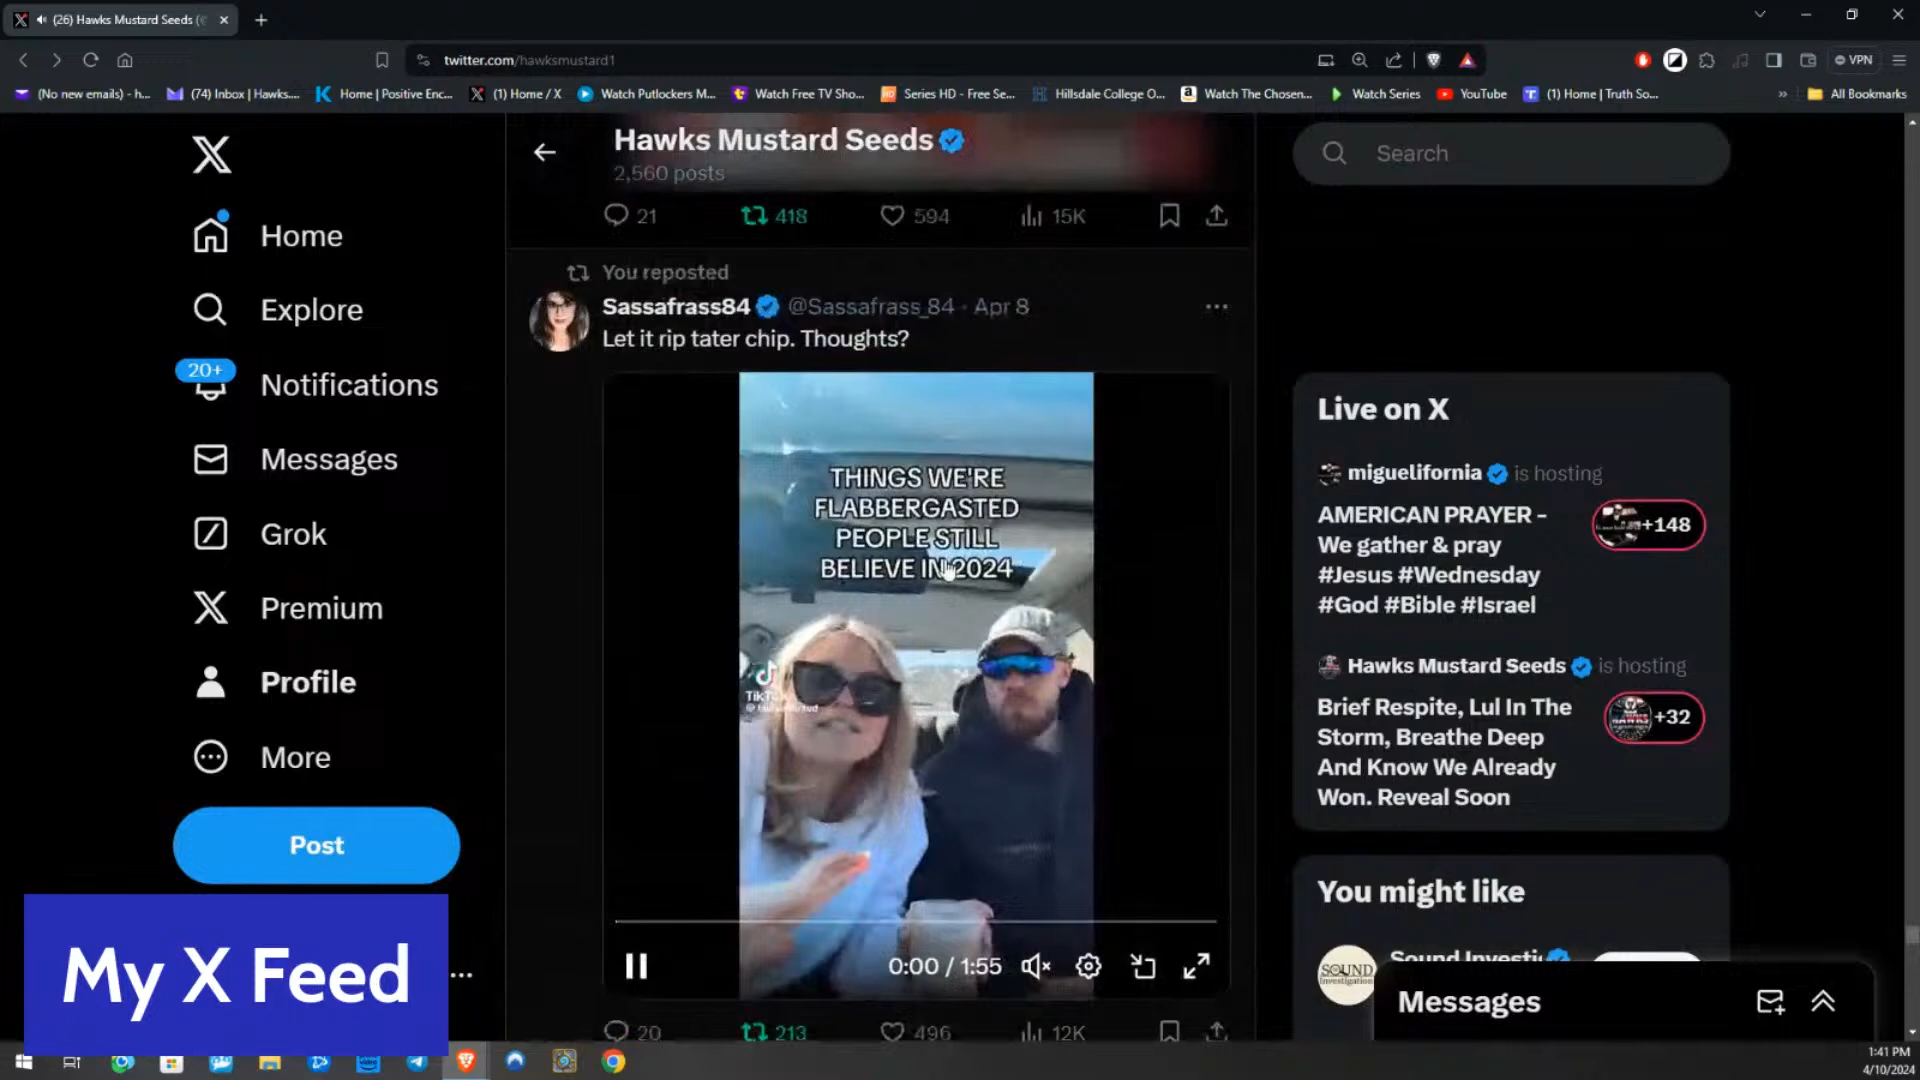 (26) Hawks Mustard Seeds (
twitter.com/hawksmustard1
VPN
(No new emails) - h...
(74) Inbox | Hawks....
Home | Positive Enc...
(1) Home / X
Watch Putlockers M...
Watch Free TV Sho...
Series HD - Free Se...
Hillsdale College O...
Watch The Chosen...
Watch Series
YouTube
(1) Home | Truth So...
All Bookmarks
Home
Explore
20+
Notifications
Messages
Grok
Premium
Profile
More
Post
My X Feed
Hawks Mustard Seeds
2,560 posts
21 418 594 15K
You reposted
Sassafrass84 @Sassafrass_84 · Apr 8
Let it rip tater chip. Thoughts?
THINGS WE'RE
FLABBERGASTED
PEOPLE STILL
BELIEVE IN 2024
TikTok
0:00 / 1:55
20 213 496 12K
Search
Live on X
miguelifornia is hosting
AMERICAN PRAYER -
We gather & pray
#Jesus #Wednesday
#God #Bible #Israel
+148
Hawks Mustard Seeds is hosting
Brief Respite, Lul In The
Storm, Breathe Deep
And Know We Already
Won. Reveal Soon
+32
You might like
Sound Investi
SOUND
Investigation
Messages
1:41 PM
4/10/2024